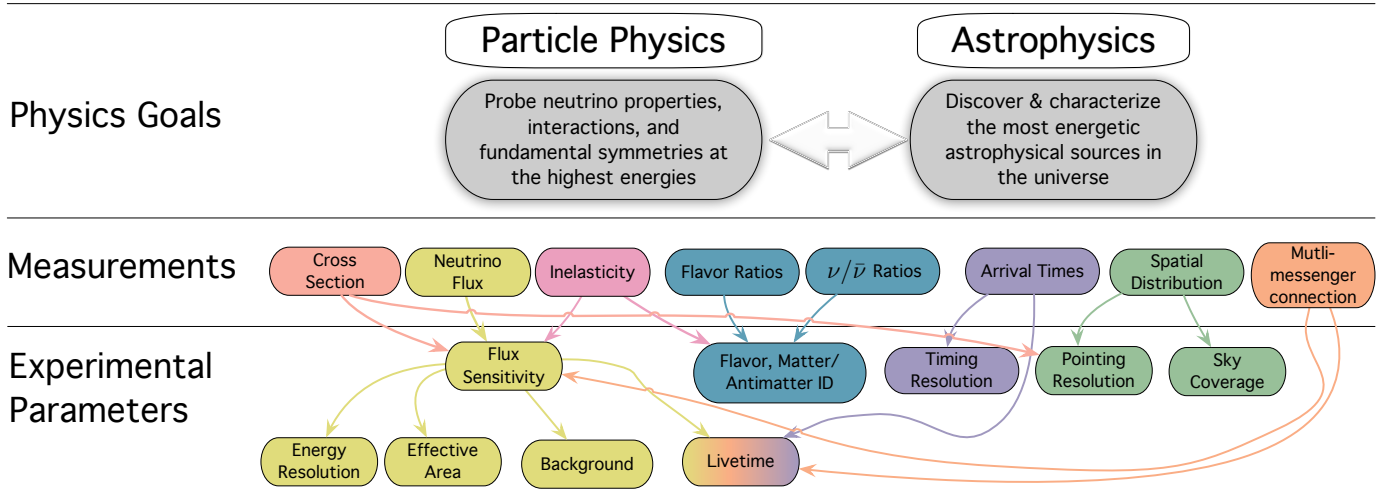 Particle Physics
Astrophysics
Physics Goals
Probe neutrino properties,
interactions, and
fundamental symmetries at
the highest energies
Discover & characterize
the most energetic
astrophysical sources in
the universe
Measurements
Cross
Section
Neutrino
Flux
Inelasticity
Flavor Ratios
ν/ν̄ Ratios
Arrival Times
Spatial
Distribution
Mutli-
messenger
connection
Experimental
Parameters
Flux
Sensitivity
Flavor, Matter/
Antimatter ID
Timing
Resolution
Pointing
Resolution
Sky
Coverage
Energy
Resolution
Effective
Area
Background
Livetime